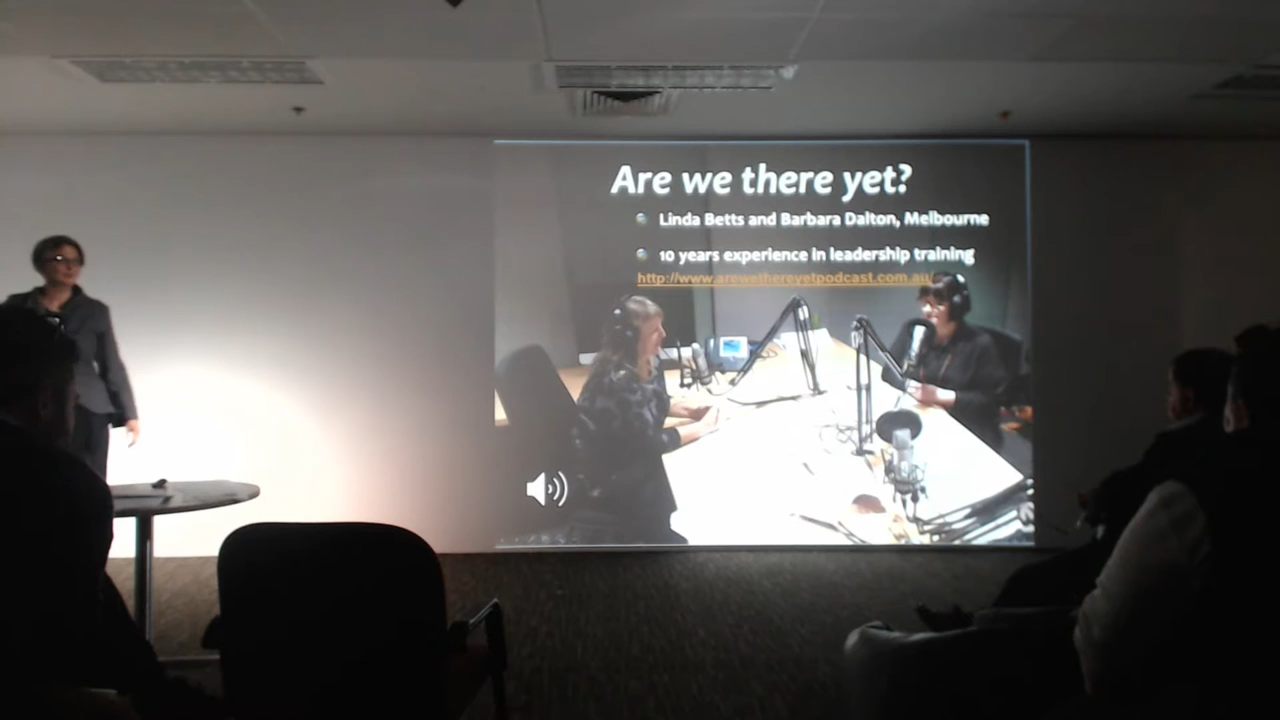 Are we there yet?
Linda Betts and Barbara Dalton, Melbourne
10 years experience in leadership training
http://www.arewethereyetpodcast.com.au/